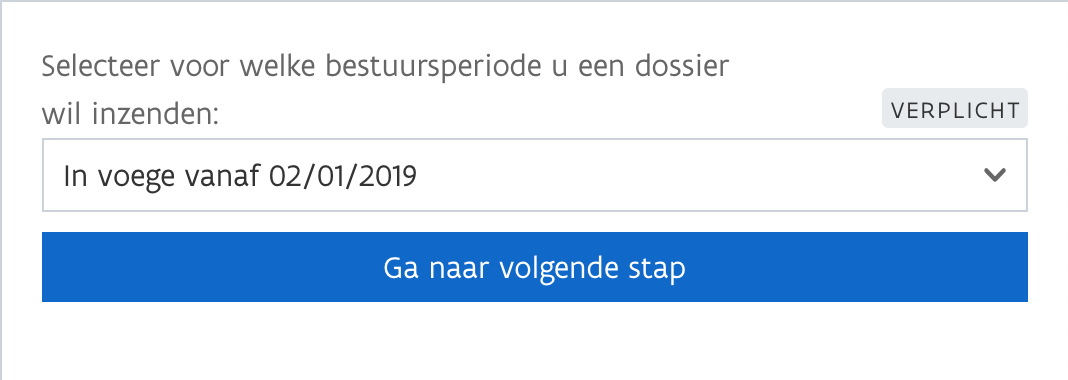 Selecteer voor welke bestuursperiode u een dossier
wil inzenden:
VERPLICHT
In voege vanaf 02/01/2019
Ga naar volgende stap